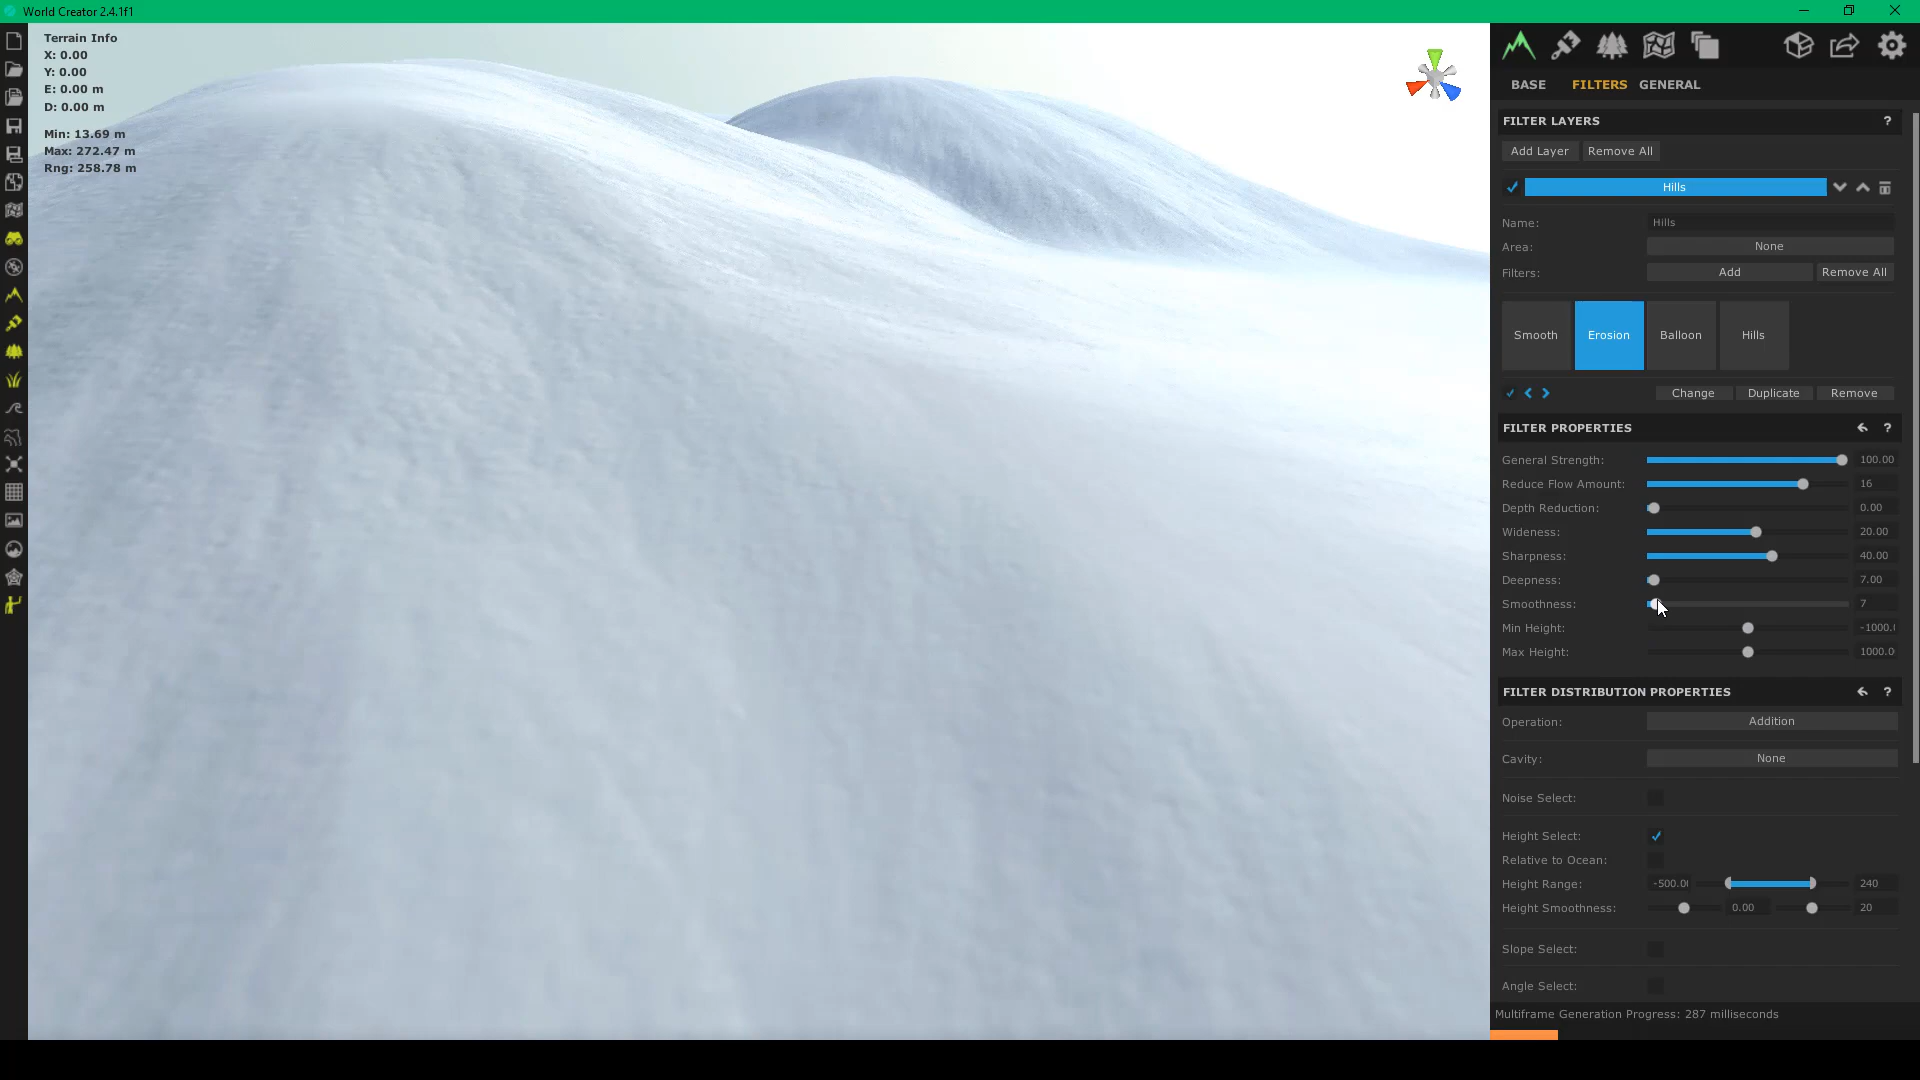 World Creator 2.4.1f1
Terrain Info
X: 0.00
Y: 0.00
E: 0.00 m
D: 0.00 m
Min: 13.69 m
Max: 272.47 m
Rng: 258.78 m
BASE FILTERS GENERAL
FILTER LAYERS ?
Add Layer Remove All
Hills
Name: Hills
Area: None
Filters: Add Remove All
Smooth Erosion Balloon Hills
Change Duplicate Remove
FILTER PROPERTIES ?
General Strength: 100.00
Reduce Flow Amount: 16
Depth Reduction: 0.00
Wideness: 20.00
Sharpness: 40.00
Deepness: 7.00
Smoothness: 7
Min Height: -1000.
Max Height: 1000.0
FILTER DISTRIBUTION PROPERTIES ?
Operation: Addition
Cavity: None
Noise Select:
Height Select:
Relative to Ocean:
Height Range: -500.0 240
Height Smoothness: 0.00 20
Slope Select:
Angle Select:
Multiframe Generation Progress: 287 milliseconds